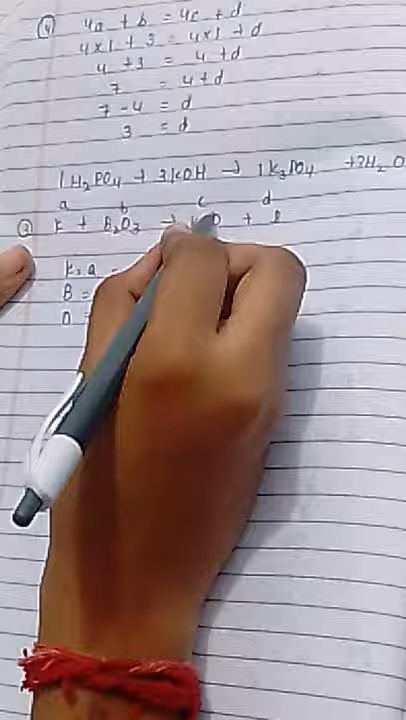 ④ 4a + b = 4c + d
4×1 + 3 = 4×1 + d
4 + 3 = 4 + d
7 = 4 + d
7 - 4 = d
3 = d
1H₂PO₄ + 3KOH → 1K₃PO₄ + 3H₂O
a b c d
③ K + B₂O₃ → O + B
K, a =
B =
O =